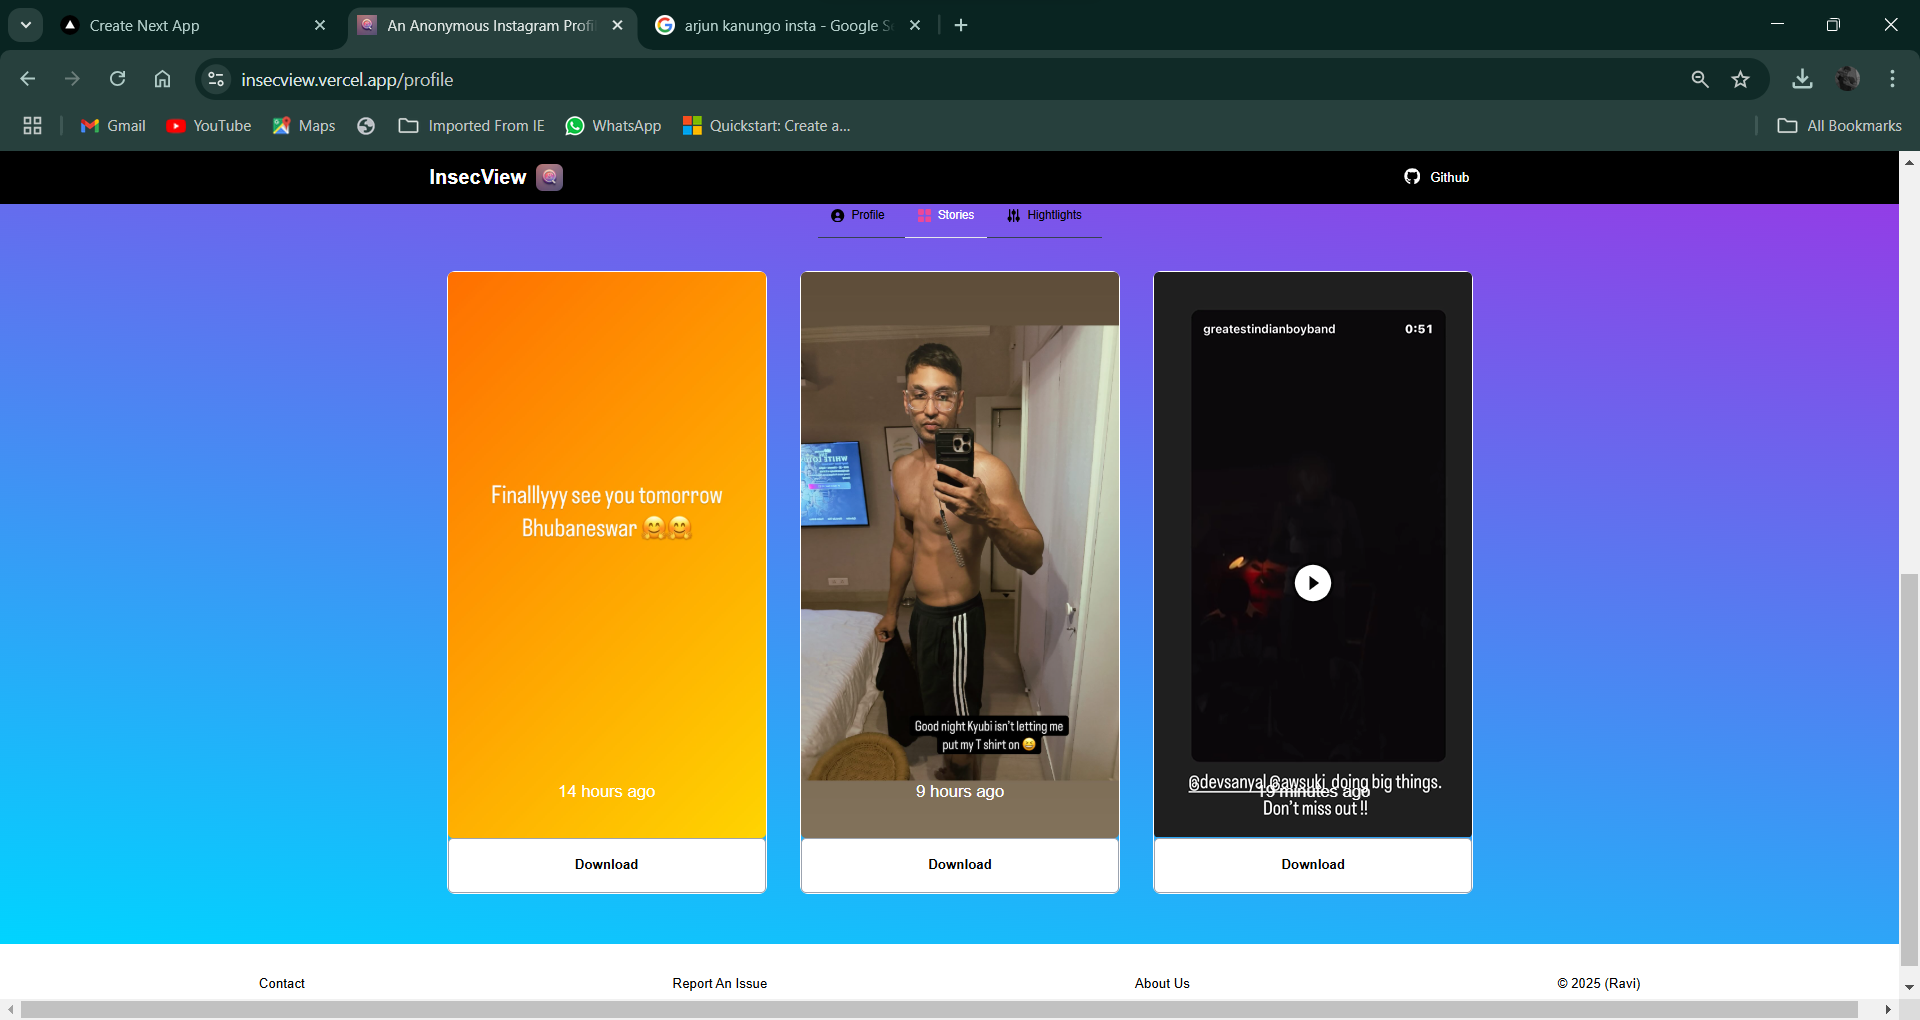 Create Next App
An Anonymous Instagram Profi
arjun kanungo insta - Google Se
insecview.vercel.app/profile
Gmail
YouTube
Maps
Imported From IE
WhatsApp
Quickstart: Create a...
All Bookmarks
InsecView
Github
Profile
Stories
Hightlights
Finalllyyy see you tomorrow
Bhubaneswar 🤗🤗
14 hours ago
Download
Good night Kyubi isn't letting me
put my T shirt on 😄
9 hours ago
Download
greatestindianboyband
0:51
@devsanyal @awsuki doing big things.
19 minutes ago
Don't miss out !!
Download
Contact
Report An Issue
About Us
© 2025 (Ravi)